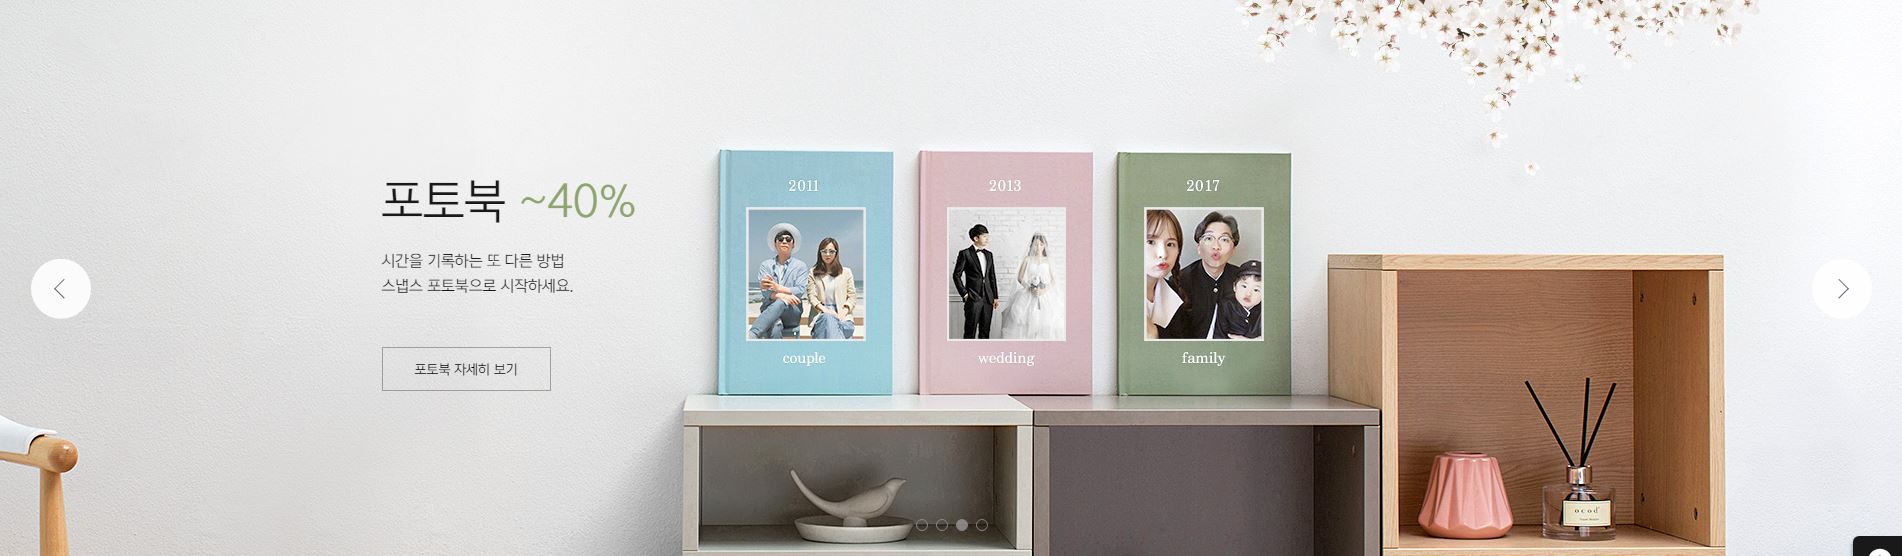 포토북 ~40%
시간을 기록하는 또 다른 방법
스냅스 포토북으로 시작하세요.
포토북 자세히 보기
2011
couple
2013
wedding
2017
family
ocod